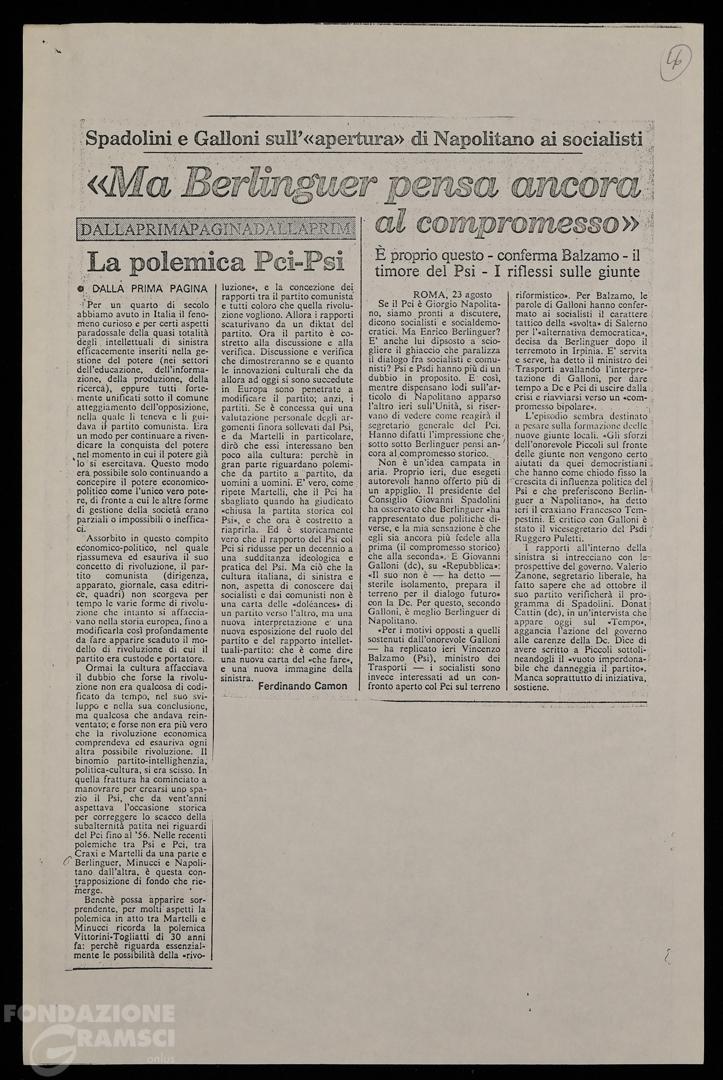 46
Spadolini e Galloni sull'«apertura» di Napolitano ai socialisti
«Ma Berlinguer pensa ancora
al compromesso»
È proprio questo - conferma Balzamo - il
timore del Psi - I riflessi sulle giunte
DALLAPRIMAPAGINADALLAPRIM
La polemica Pci-Psi
● DALLA PRIMA PAGINA
Per un quarto di secolo
abbiamo avuto in Italia il feno-
meno curioso e per certi aspetti
paradossale della quasi totalità
degli intellettuali di sinistra
efficacemente inseriti nella ge-
stione del potere (nei settori
dell'educazione, dell'informa-
zione, della produzione, della
ricerca), eppure tutti forte-
mente unificati sotto il comune
atteggiamento dell'opposizione,
nella quale li teneva e li gui-
dava il partito comunista. Era
un modo per continuare a riven-
dicare la conquista del potere
nel momento in cui il potere già
lo si esercitava. Questo modo
era possibile solo continuando a
concepire il potere economico-
politico come l'unico vero pote-
re, di fronte a cui le altre forme
di gestione della società erano
parziali o impossibili o ineffica-
ci.
Assorbito in questo compito
economico-politico, nel quale
riassumeva ed esauriva il suo
concetto di rivoluzione, il par-
tito comunista (dirigenza,
apparato, giornale, casa editri-
ce, quadri) non scorgeva per
tempo le varie forme di rivolu-
zione che intanto si affaccia-
vano nella storia europea, fino a
modificarla così profondamente
da fare apparire scaduto il mo-
dello di rivoluzione di cui il
partito era custode e portatore.
Ormai la cultura affacciava
il dubbio che forse la rivolu-
zione non era qualcosa di codi-
ficato da tempo, nel suo svi-
luppo e nella sua conclusione,
ma qualcosa che andava rein-
ventato; e forse non era più vero
che la rivoluzione economica
comprendeva ed esauriva ogni
altra possibile rivoluzione. Il
binomio partito-intellighenzia,
politica-cultura, si era scisso. In
quella frattura ha cominciato a
manovrare per crearsi uno spa-
zio il Psi, che da vent'anni
aspettava l'occasione storica
per correggere lo scacco della
subalternità patita nei riguardi
del Pci fino al '56. Nelle recenti
polemiche tra Psi e Pci, tra
Craxi e Martelli da una parte e
Berlinguer, Minucci e Napoli-
tano dall'altra, è questa con-
trapposizione di fondo che rie-
merge.
Benchè possa apparire sor-
prendente, per molti aspetti la
polemica in atto tra Martelli e
Minucci ricorda la polemica
Vittorini-Togliatti di 30 anni
fa: perchè riguarda essenzial-
mente le possibilità della «rivo-
luzione», e la concezione dei
rapporti tra il partito comunista
e tutti coloro che quella rivolu-
zione vogliono. Allora i rapporti
scaturivano da un diktat del
partito. Ora il partito è co-
stretto alla discussione e alla
verifica. Discussione e verifica
che dimostreranno se e quanto
le innovazioni culturali che da
allora ad oggi si sono succedute
in Europa sono penetrate a
modificare il partito; anzi, i
partiti. Se è concessa qui una
valutazione personale degli ar-
gomenti finora sollevati dal Psi,
e da Martelli in particolare,
dirò che essi interessano ben
poco alla cultura: perchè in
gran parte riguardano polemi-
che da partito a partito, da
uomini a uomini. E' vero, come
ripete Martelli, che il Pci ha
sbagliato quando ha giudicato
«chiusa la partita storica col
Psi», e che ora è costretto a
riaprirla. Ed è storicamente
vero che il rapporto del Psi col
Pci si ridusse per un decennio a
una sudditanza ideologica e
pratica del Psi. Ma ciò che la
cultura italiana, di sinistra e
non, aspetta di conoscere dai
socialisti e dai comunisti non è
una carta delle «doléances» di
un partito verso l'altro, ma una
nuova interpretazione e una
nuova esposizione del ruolo del
partito e del rapporto intellet-
tuali-partito: che è come dire
una nuova carta del «che fare»,
e una nuova immagine della
sinistra.
Ferdinando Camon
ROMA, 23 agosto
Se il Pci è Giorgio Napolita-
no, siamo pronti a discutere,
dicono socialisti e socialdemo-
cratici. Ma Enrico Berlinguer?
E' anche lui dipsosto a scio-
gliere il ghiaccio che paralizza
il dialogo fra socialisti e comu-
nisti? Psi e Psdi hanno più di un
dubbio in proposito. E così,
mentre dispensano lodi sull'ar-
ticolo di Napolitano apparso
l'altro ieri sull'Unità, si riser-
vano di vedere come reagirà il
segretario generale del Pci.
Hanno difatti l'impressione che
sotto sotto Berlinguer pensi an-
cora al compromesso storico.
Non è un'idea campata in
aria. Proprio ieri, due esegeti
autorevoli hanno offerto più di
un appiglio. Il presidente del
Consiglio Giovanni Spadolini
ha osservato che Berlinguer «ha
rappresentato due politiche di-
verse, e la mia sensazione è che
egli sia ancora più fedele alla
prima (il compromesso storico)
che alla seconda». E Giovanni
Galloni (dc), su «Repubblica»:
«Il suo non è — ha detto —
sterile isolamento, prepara il
terreno per il dialogo futuro»
con la Dc. Per questo, secondo
Galloni, è meglio Berlinguer di
Napolitano.
«Per i motivi opposti a quelli
sostenuti dall'onorevole Galloni
— ha replicato ieri Vincenzo
Balzamo (Psi), ministro dei
Trasporti — i socialisti sono
invece interessati ad un con-
fronto aperto col Pci sul terreno
riformistico». Per Balzamo, le
parole di Galloni hanno confer-
mato ai socialisti il carattere
tattico della «svolta» di Salerno
per l'«alternativa democratica»,
decisa da Berlinguer dopo il
terremoto in Irpinia. E' servita
e serve, ha detto il ministro dei
Trasporti avallando l'interpre-
tazione di Galloni, per dare
tempo a Dc e Pci di uscire dalla
crisi e riavviarsi verso un «com-
promesso bipolare».
L'episodio sembra destinato
a pesare sulla formazione delle
nuove giunte locali. «Gli sforzi
dell'onorevole Piccoli sul fronte
delle giunte non vengono certo
aiutati da quei democristiani
che hanno come chiodo fisso la
crescita di influenza politica del
Psi e che preferiscono Berlin-
guer a Napolitano», ha detto
ieri il craxiano Francesco Tem-
pestini. E critico con Galloni è
stato il vicesegretario del Psdi
Ruggero Puletti.
I rapporti all'interno della
sinistra si intrecciano con le
prospettive del governo. Valerio
Zanone, segretario liberale, ha
fatto sapere che ad ottobre il
suo partito verificherà il pro-
gramma di Spadolini. Donat
Cattin (dc), in un'intervista che
appare oggi sul «Tempo»,
aggancia l'azione del governo
alle carenze della Dc. Dice di
avere scritto a Piccoli sottoli-
neandogli il «vuoto imperdona-
bile che danneggia il partito».
Manca soprattutto di iniziativa,
sostiene.
FONDAZIONE
GRAMSCI
onlus